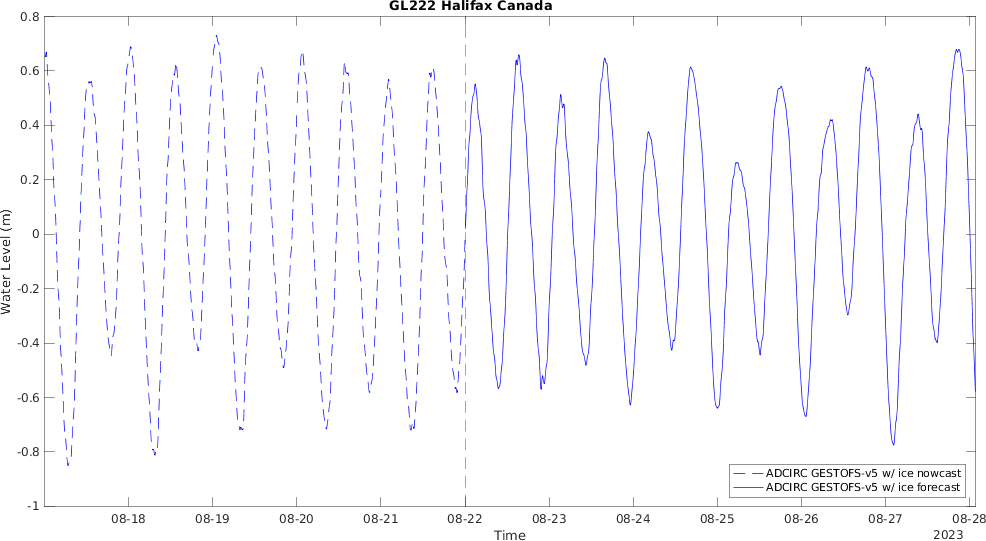 GL222 Halifax Canada
Water Level (m)
0.8
0.6
0.4
0.2
0
-0.2
-0.4
-0.6
-0.8
-1
ADCIRC GESTOFS-v5 w/ ice nowcast
ADCIRC GESTOFS-v5 w/ ice forecast
08-18 08-19 08-20 08-21 08-22 08-23 08-24 08-25 08-26 08-27 08-28
Time
2023